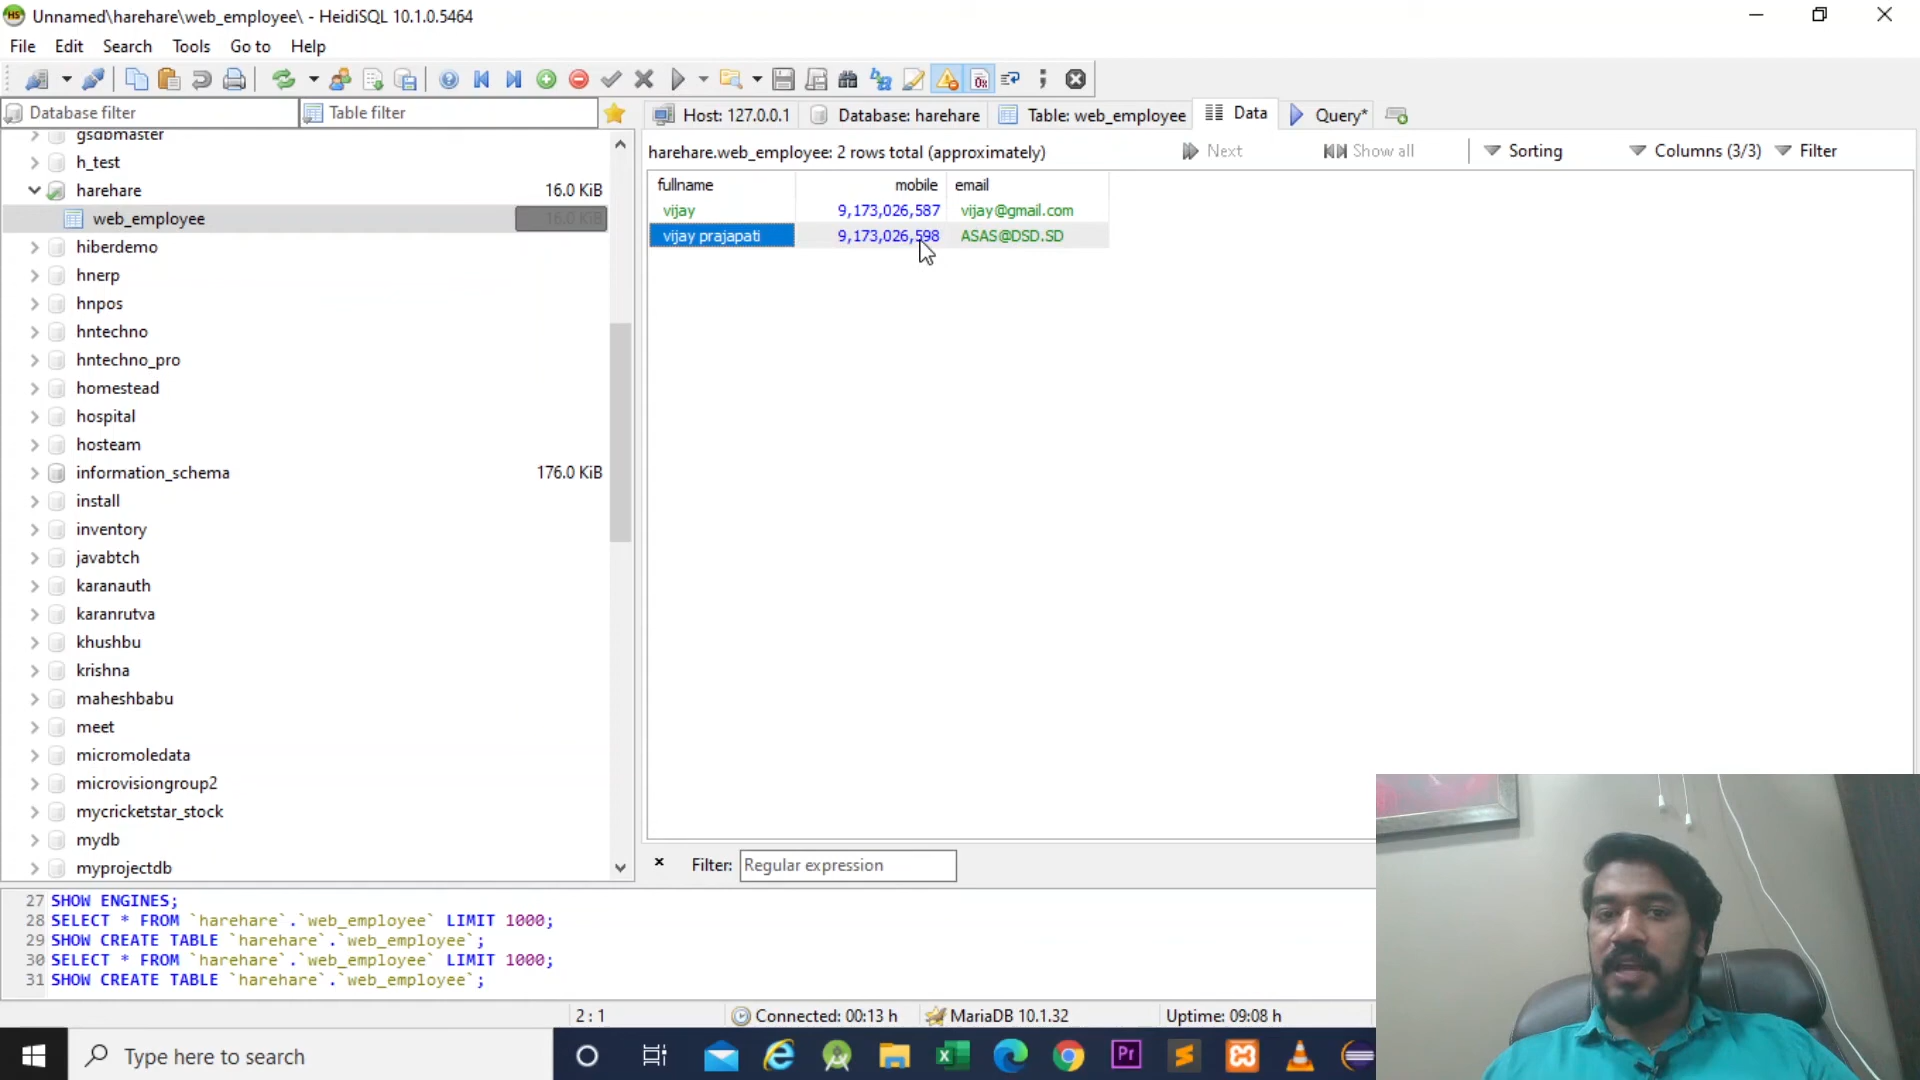 Unnamed\harehare\web_employee\ - HeidiSQL 10.1.0.5464
File Edit Search Tools Go to Help
Database filter
Table filter
Host: 127.0.0.1
Database: harehare
Table: web_employee
Data
Query*
harehare.web_employee: 2 rows total (approximately)
Next
Show all
Sorting
Columns (3/3)
Filter
fullname mobile email
vijay 9,173,026,587 vijay@gmail.com
vijay prajapati 9,173,026,598 ASAS@DSD.SD
gsdbmaster
h_test
harehare 16.0 KiB
web_employee 16.0 KiB
hiberdemo
hnerp
hnpos
hntechno
hntechno_pro
homestead
hospital
hosteam
information_schema 176.0 KiB
install
inventory
javabtch
karanauth
karanrutva
khushbu
krishna
maheshbabu
meet
micromoledata
microvisiongroup2
mycricketstar_stock
mydb
myprojectdb
Filter: Regular expression
27 SHOW ENGINES;
28 SELECT * FROM `harehare`.`web_employee` LIMIT 1000;
29 SHOW CREATE TABLE `harehare`.`web_employee`;
30 SELECT * FROM `harehare`.`web_employee` LIMIT 1000;
31 SHOW CREATE TABLE `harehare`.`web_employee`;
2 : 1
Connected: 00:13 h
MariaDB 10.1.32
Uptime: 09:08 h
Type here to search
Pr